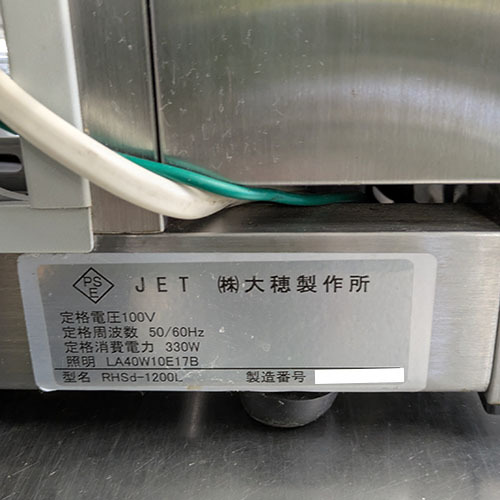 PS
E
JET ㈱大穂製作所
定格電圧100V
定格周波数 50/60Hz
定格消費電力 330W
照明 LA40W10E17B
型名 RHSd-1200L 製造番号